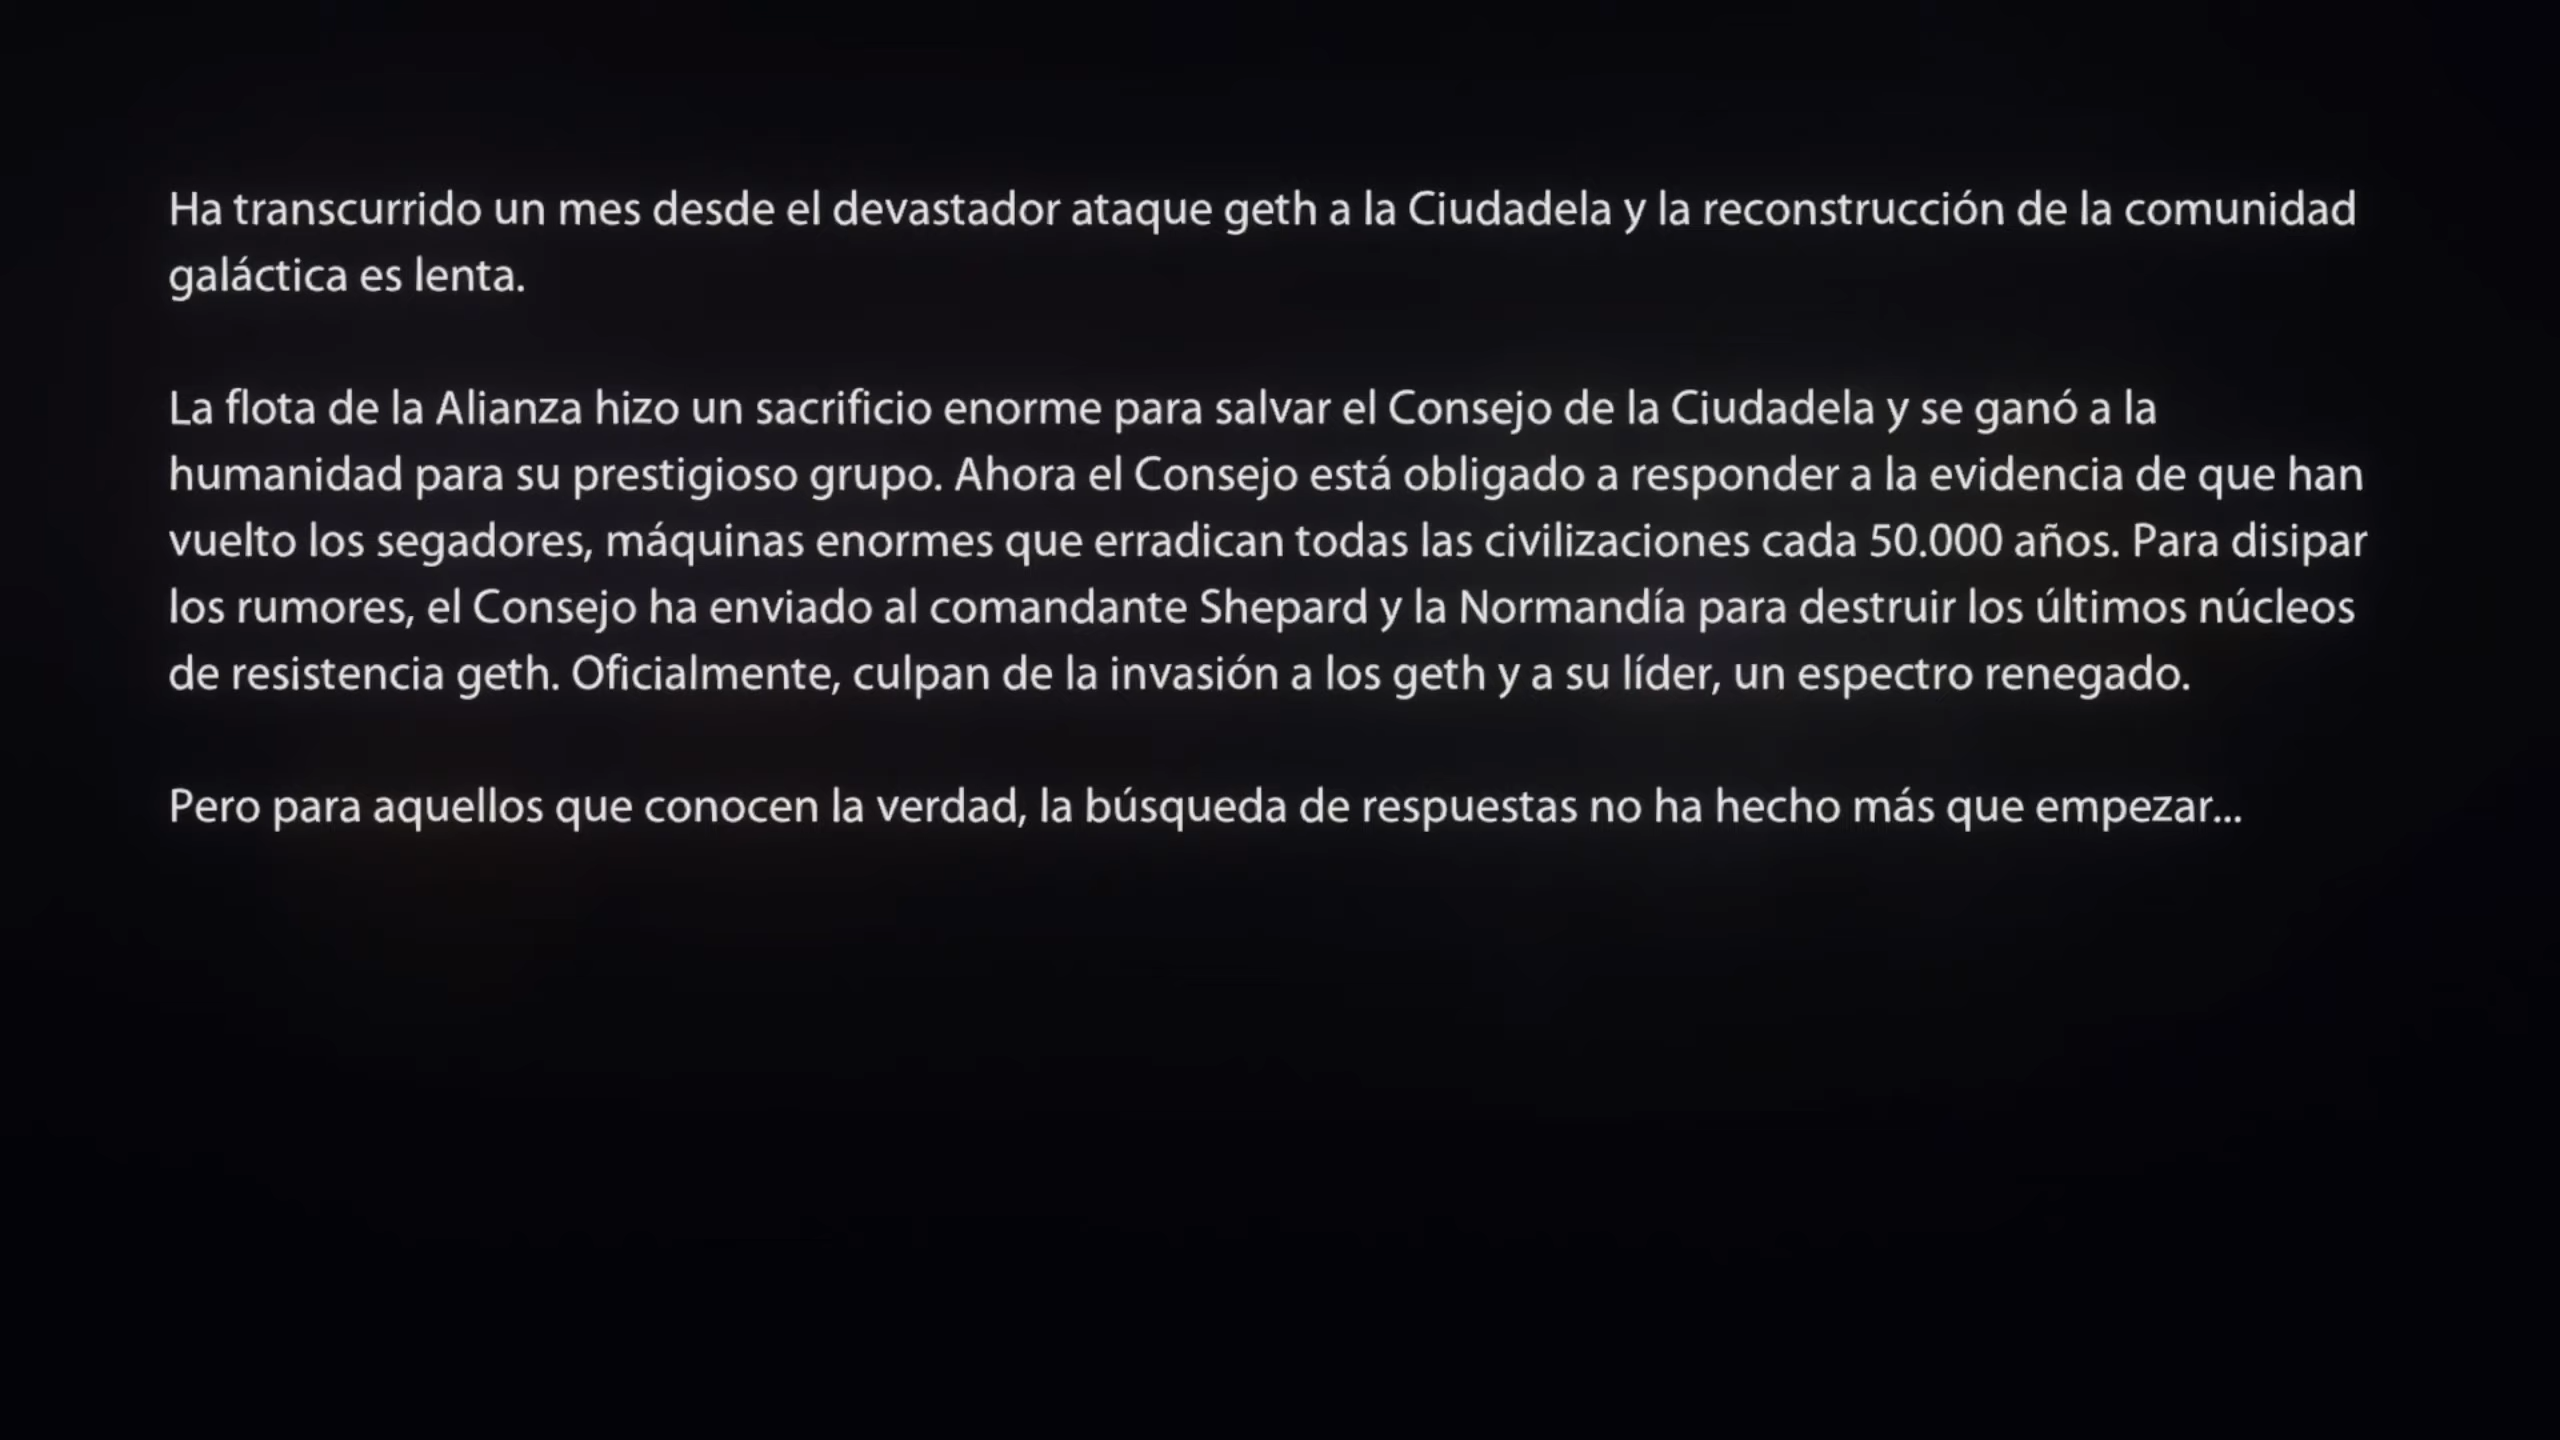 Ha transcurrido un mes desde el devastador ataque geth a la Ciudadela y la reconstrucción de la comunidad
galáctica es lenta.
La flota de la Alianza hizo un sacrificio enorme para salvar el Consejo de la Ciudadela y se ganó a la
humanidad para su prestigioso grupo. Ahora el Consejo está obligado a responder a la evidencia de que han
vuelto los segadores, máquinas enormes que erradican todas las civilizaciones cada 50.000 años. Para disipar
los rumores, el Consejo ha enviado al comandante Shepard y la Normandía para destruir los últimos núcleos
de resistencia geth. Oficialmente, culpan de la invasión a los geth y a su líder, un espectro renegado.
Pero para aquellos que conocen la verdad, la búsqueda de respuestas no ha hecho más que empezar...